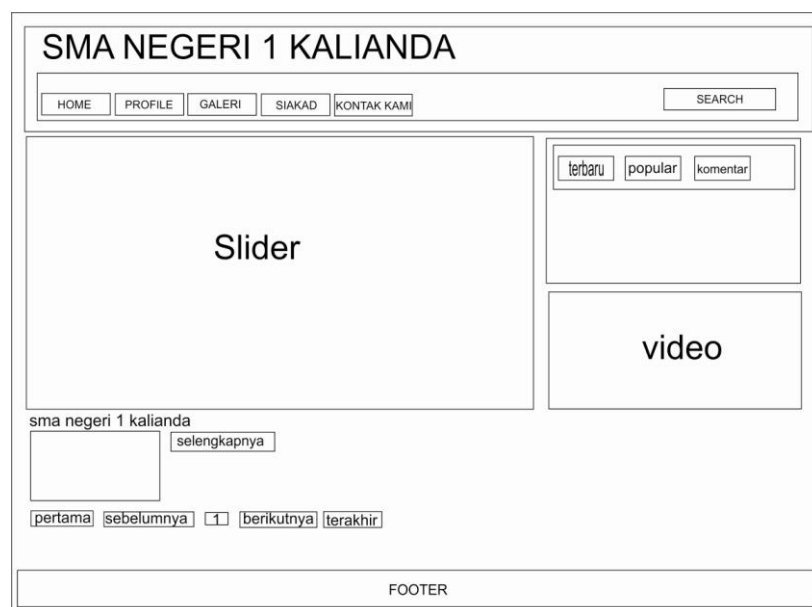 SMA NEGERI 1 KALIANDA
HOME PROFILE GALERI SIAKAD KONTAK KAMI SEARCH
terbaru popular komentar
Slider
video
sma negeri 1 kalianda
selengkapnya
pertama sebelumnya 1 berikutnya terakhir
FOOTER